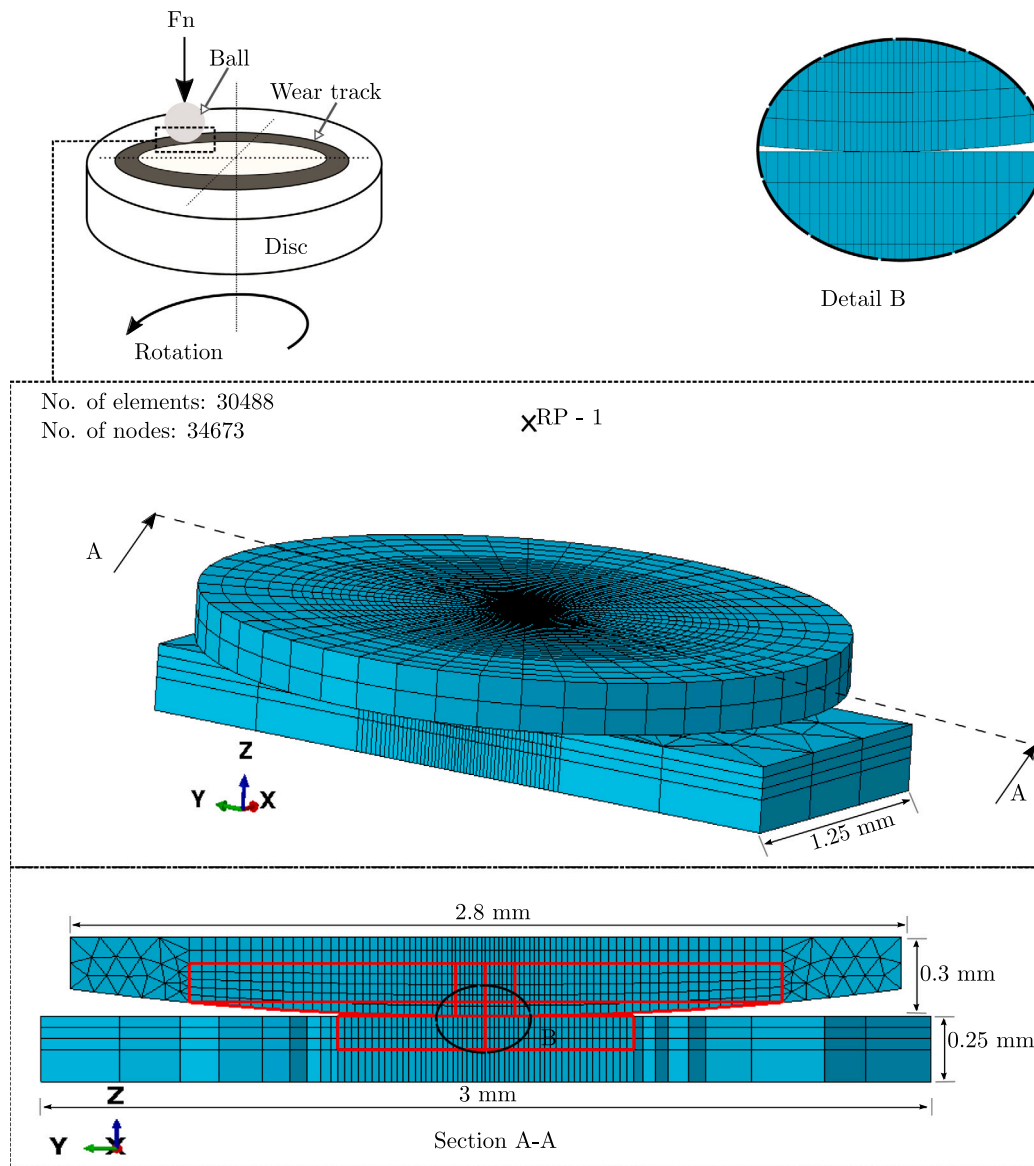 Fn
Ball
Wear track
Disc
Rotation
Detail B
No. of elements: 30488
No. of nodes: 34673
RP - 1
A
A
Z
Y
X
1.25 mm
2.8 mm
0.3 mm
B
0.25 mm
3 mm
Z
Y
X
Section A-A